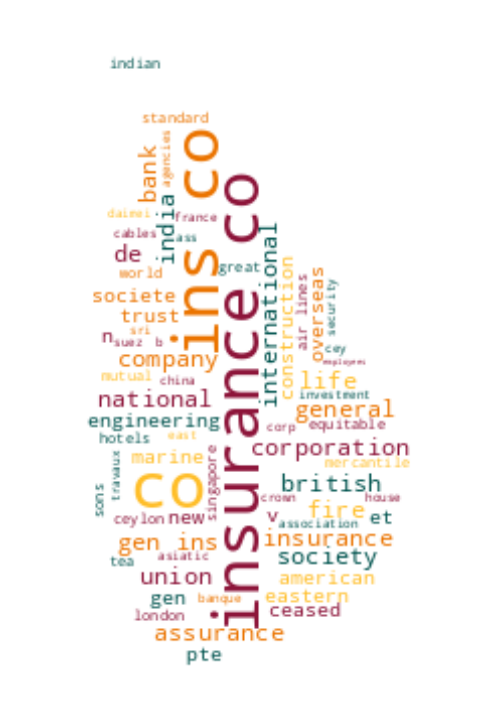 indian
standard
ins co
bank
agencies
insurance co
india
daimei
france
cables
ass
de
great
international
world
construction
air lines
overseas
security
societe
trust
sri
n
suez
b
cey
company
employees
mutual
china
life
investment
national
general
engineering
corp
equitable
hotels
east
corporation
marine
singapore
mercantile
sons
travaux
co
british
crown
house
ceylon
new
v
fire
et
association
gen ins
insurance
asiatic
society
tea
union
american
gen
banque
eastern
london
ceased
assurance
pte